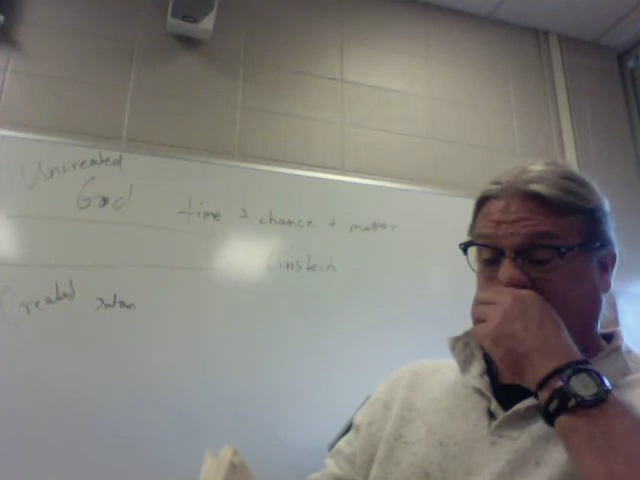 Uncreated
God
time & chance + matter
Einstein
Created Satan